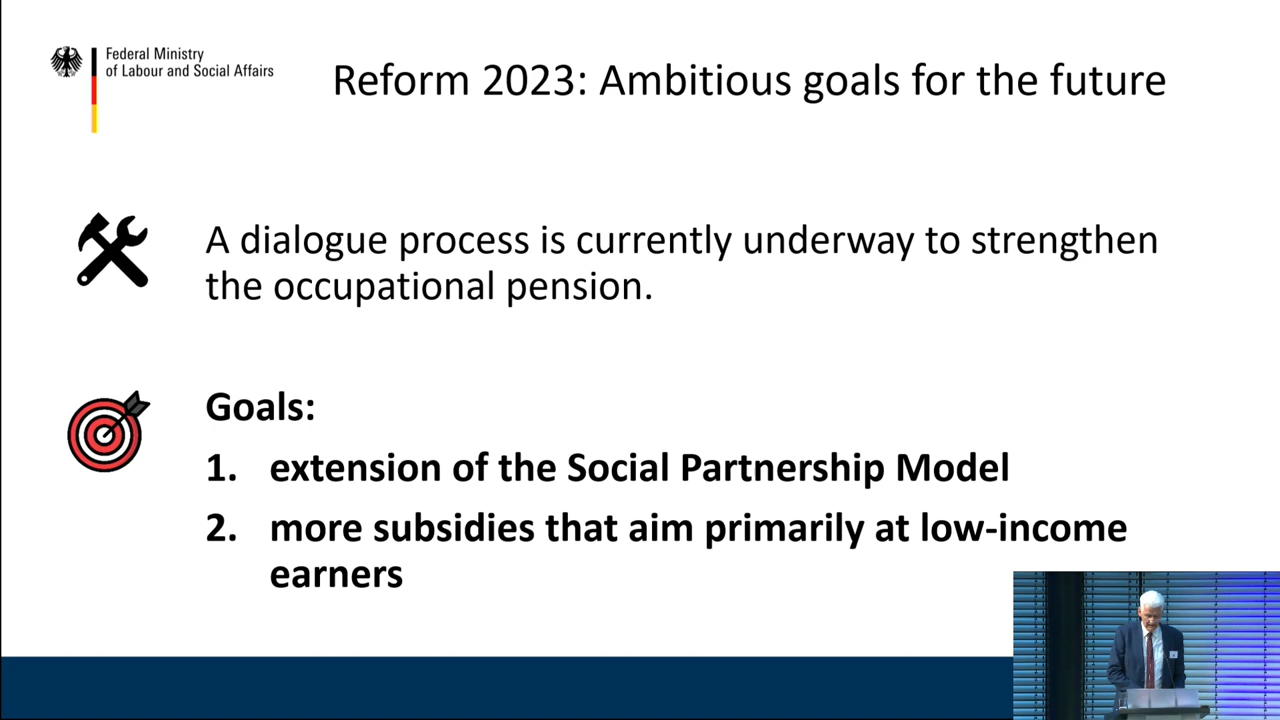 Federal Ministry
of Labour and Social Affairs
Reform 2023: Ambitious goals for the future
A dialogue process is currently underway to strengthen
the occupational pension.
Goals:
1. extension of the Social Partnership Model
2. more subsidies that aim primarily at low-income
earners